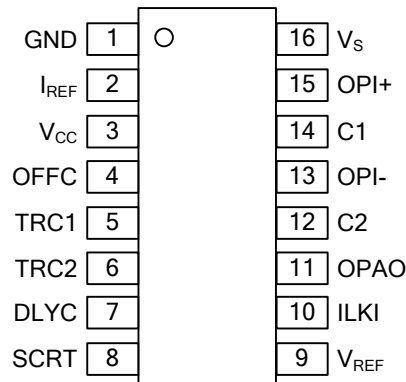 GND 1 16 VS
IREF 2 15 OPI+
VCC 3 14 C1
OFFC 4 13 OPI-
TRC1 5 12 C2
TRC2 6 11 OPAO
DLYC 7 10 ILKI
SCRT 8 9 VREF